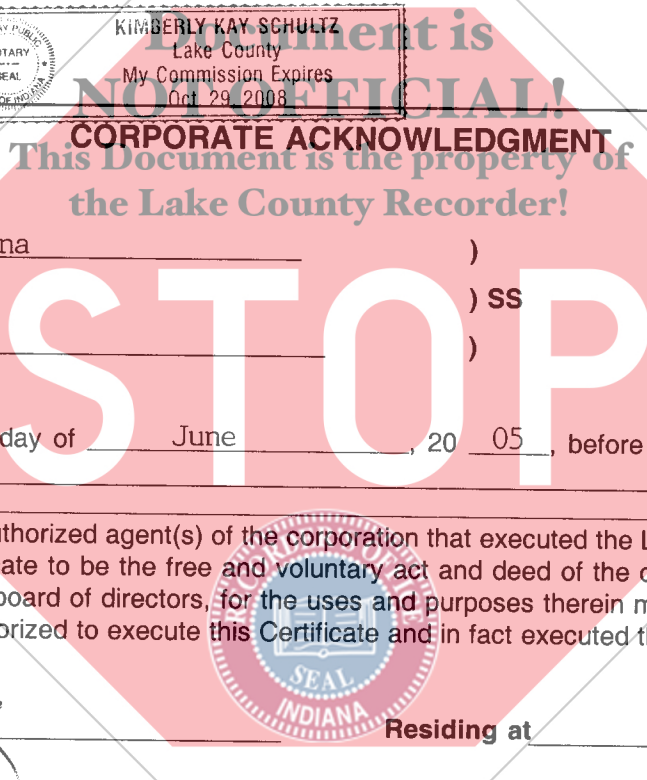 KIMBERLY KAY SCHULTZ
Lake County
My Commission Expires
Oct 29, 2008
SEAL
Document is
NOT OFFICIAL!
CORPORATE ACKNOWLEDGMENT
This Document is the property of
the Lake County Recorder!
na )
) SS
)
STOP
day of June, 20 05, before
uthorized agent(s) of the corporation that executed the L
ate to be the free and voluntary act and deed of the
board of directors, for the uses and purposes therein m
orized to execute this Certificate and in fact executed th
SEAL
INDIANA
Residing at